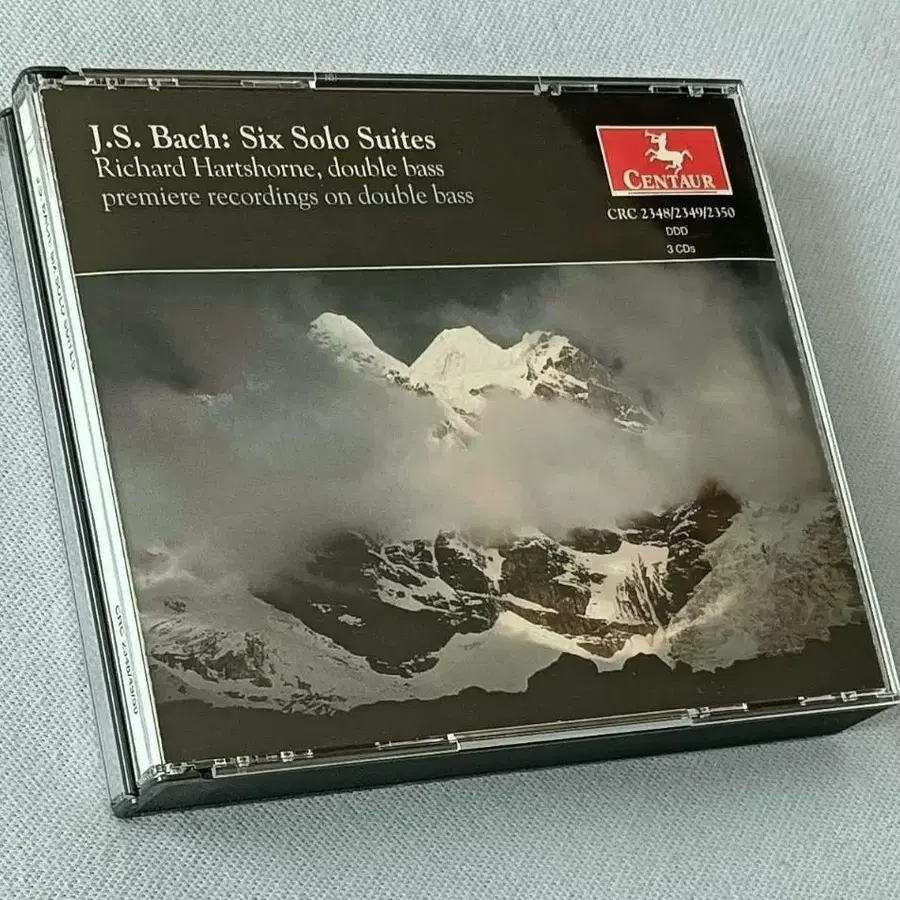 J.S. Bach: Six Solo Suites
Richard Hartshorne, double bass
premiere recordings on double bass
CENTAUR
CRC 2348/2349/2350
DDD
3 CDs